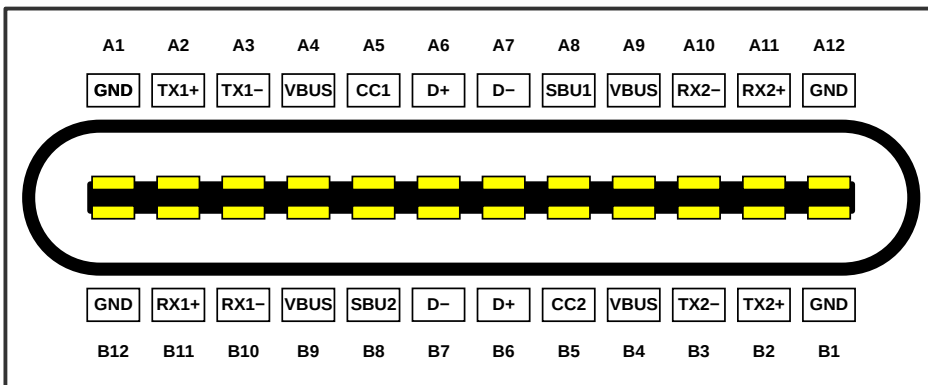 A1 A2 A3 A4 A5 A6 A7 A8 A9 A10 A11 A12
GND TX1+ TX1− VBUS CC1 D+ D− SBU1 VBUS RX2− RX2+ GND
GND RX1+ RX1− VBUS SBU2 D− D+ CC2 VBUS TX2− TX2+ GND
B12 B11 B10 B9 B8 B7 B6 B5 B4 B3 B2 B1